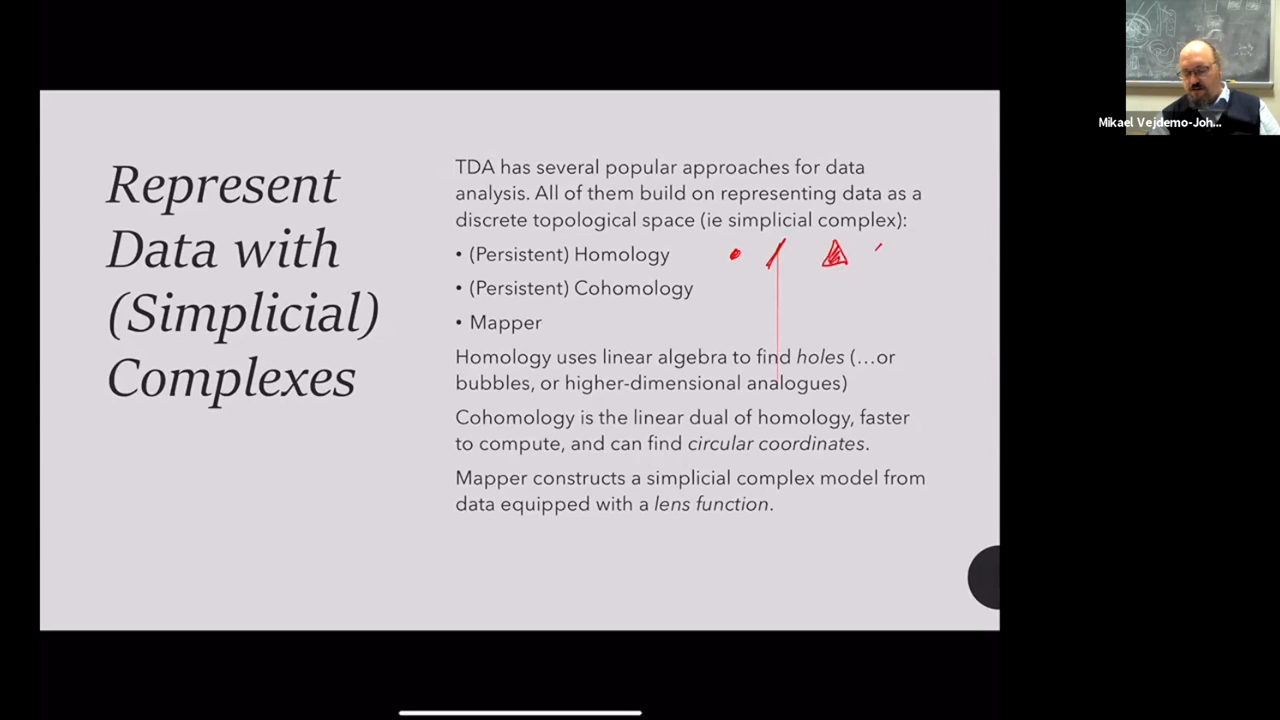 Represent
Data with
(Simplicial)
Complexes
TDA has several popular approaches for data
analysis. All of them build on representing data as a
discrete topological space (ie simplicial complex):
• (Persistent) Homology
• (Persistent) Cohomology
• Mapper
Homology uses linear algebra to find holes (…or
bubbles, or higher-dimensional analogues)
Cohomology is the linear dual of homology, faster
to compute, and can find circular coordinates.
Mapper constructs a simplicial complex model from
data equipped with a lens function.
Mikael Vejdemo-Joh...